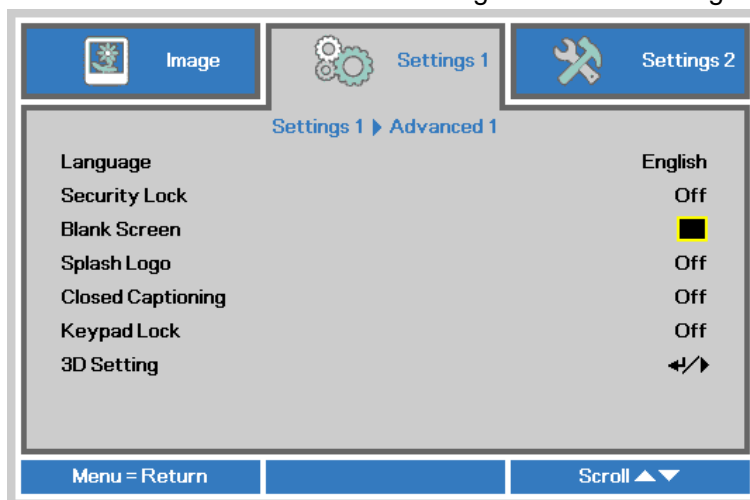 Image
Settings 1
Settings 2
Settings 1 ▶ Advanced 1
Language English
Security Lock Off
Blank Screen
Splash Logo Off
Closed Captioning Off
Keypad Lock Off
3D Setting ↵/▶
Menu = Return
Scroll ▲▼